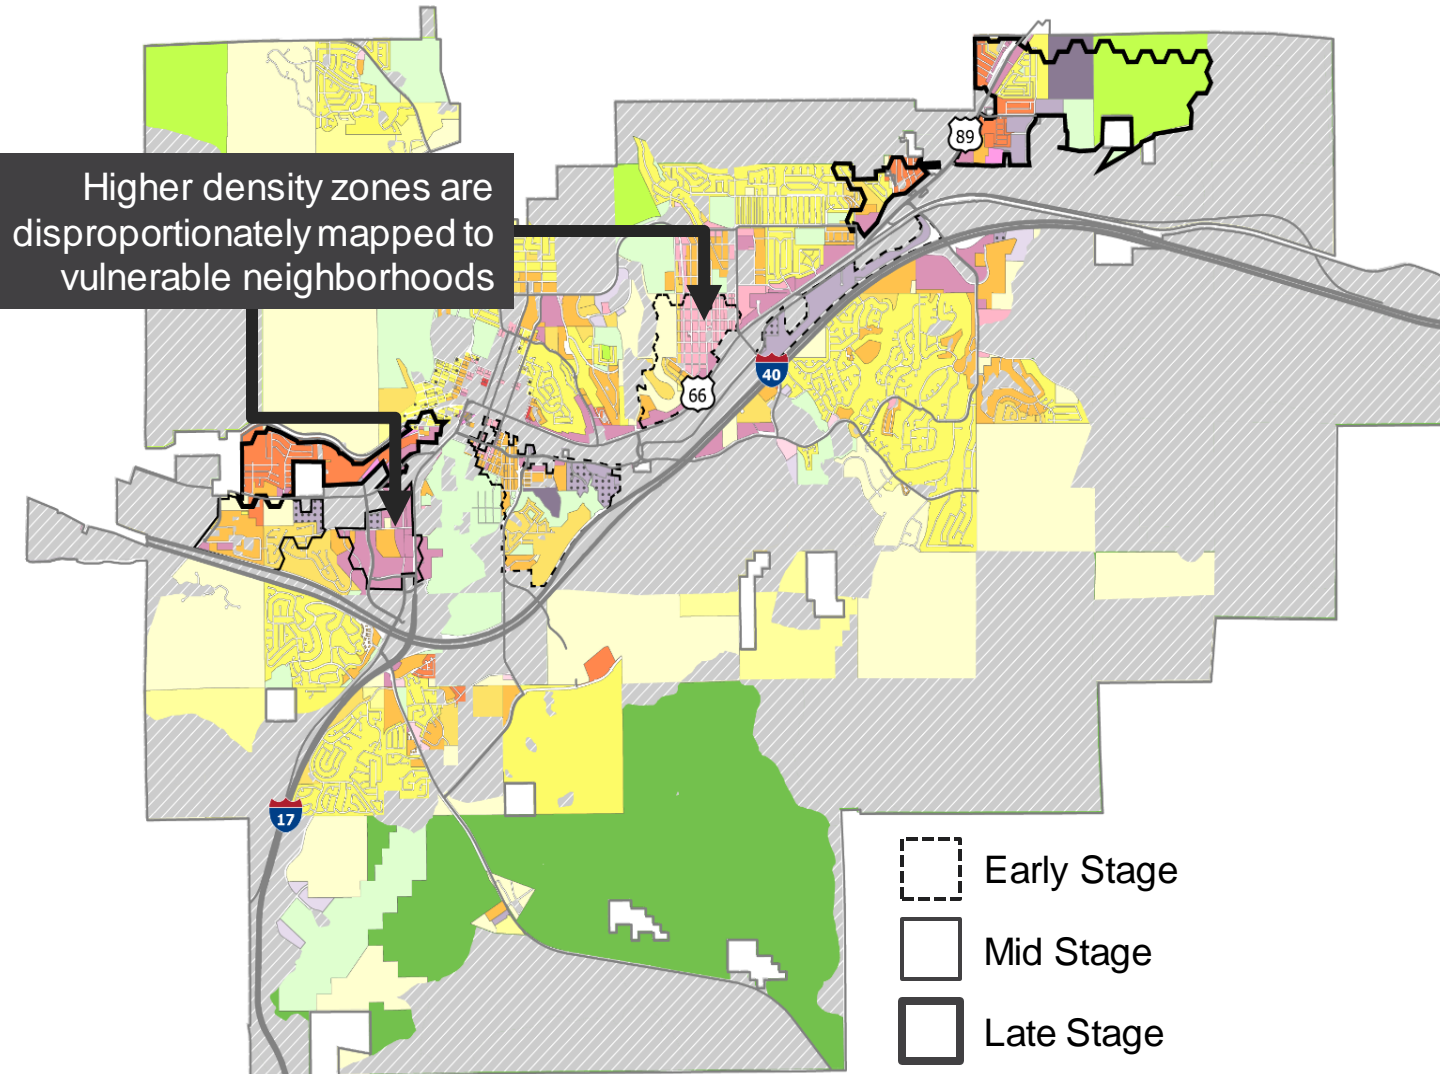 Higher density zones are
disproportionately mapped to
vulnerable neighborhoods
89
66
40
17
Early Stage
Mid Stage
Late Stage